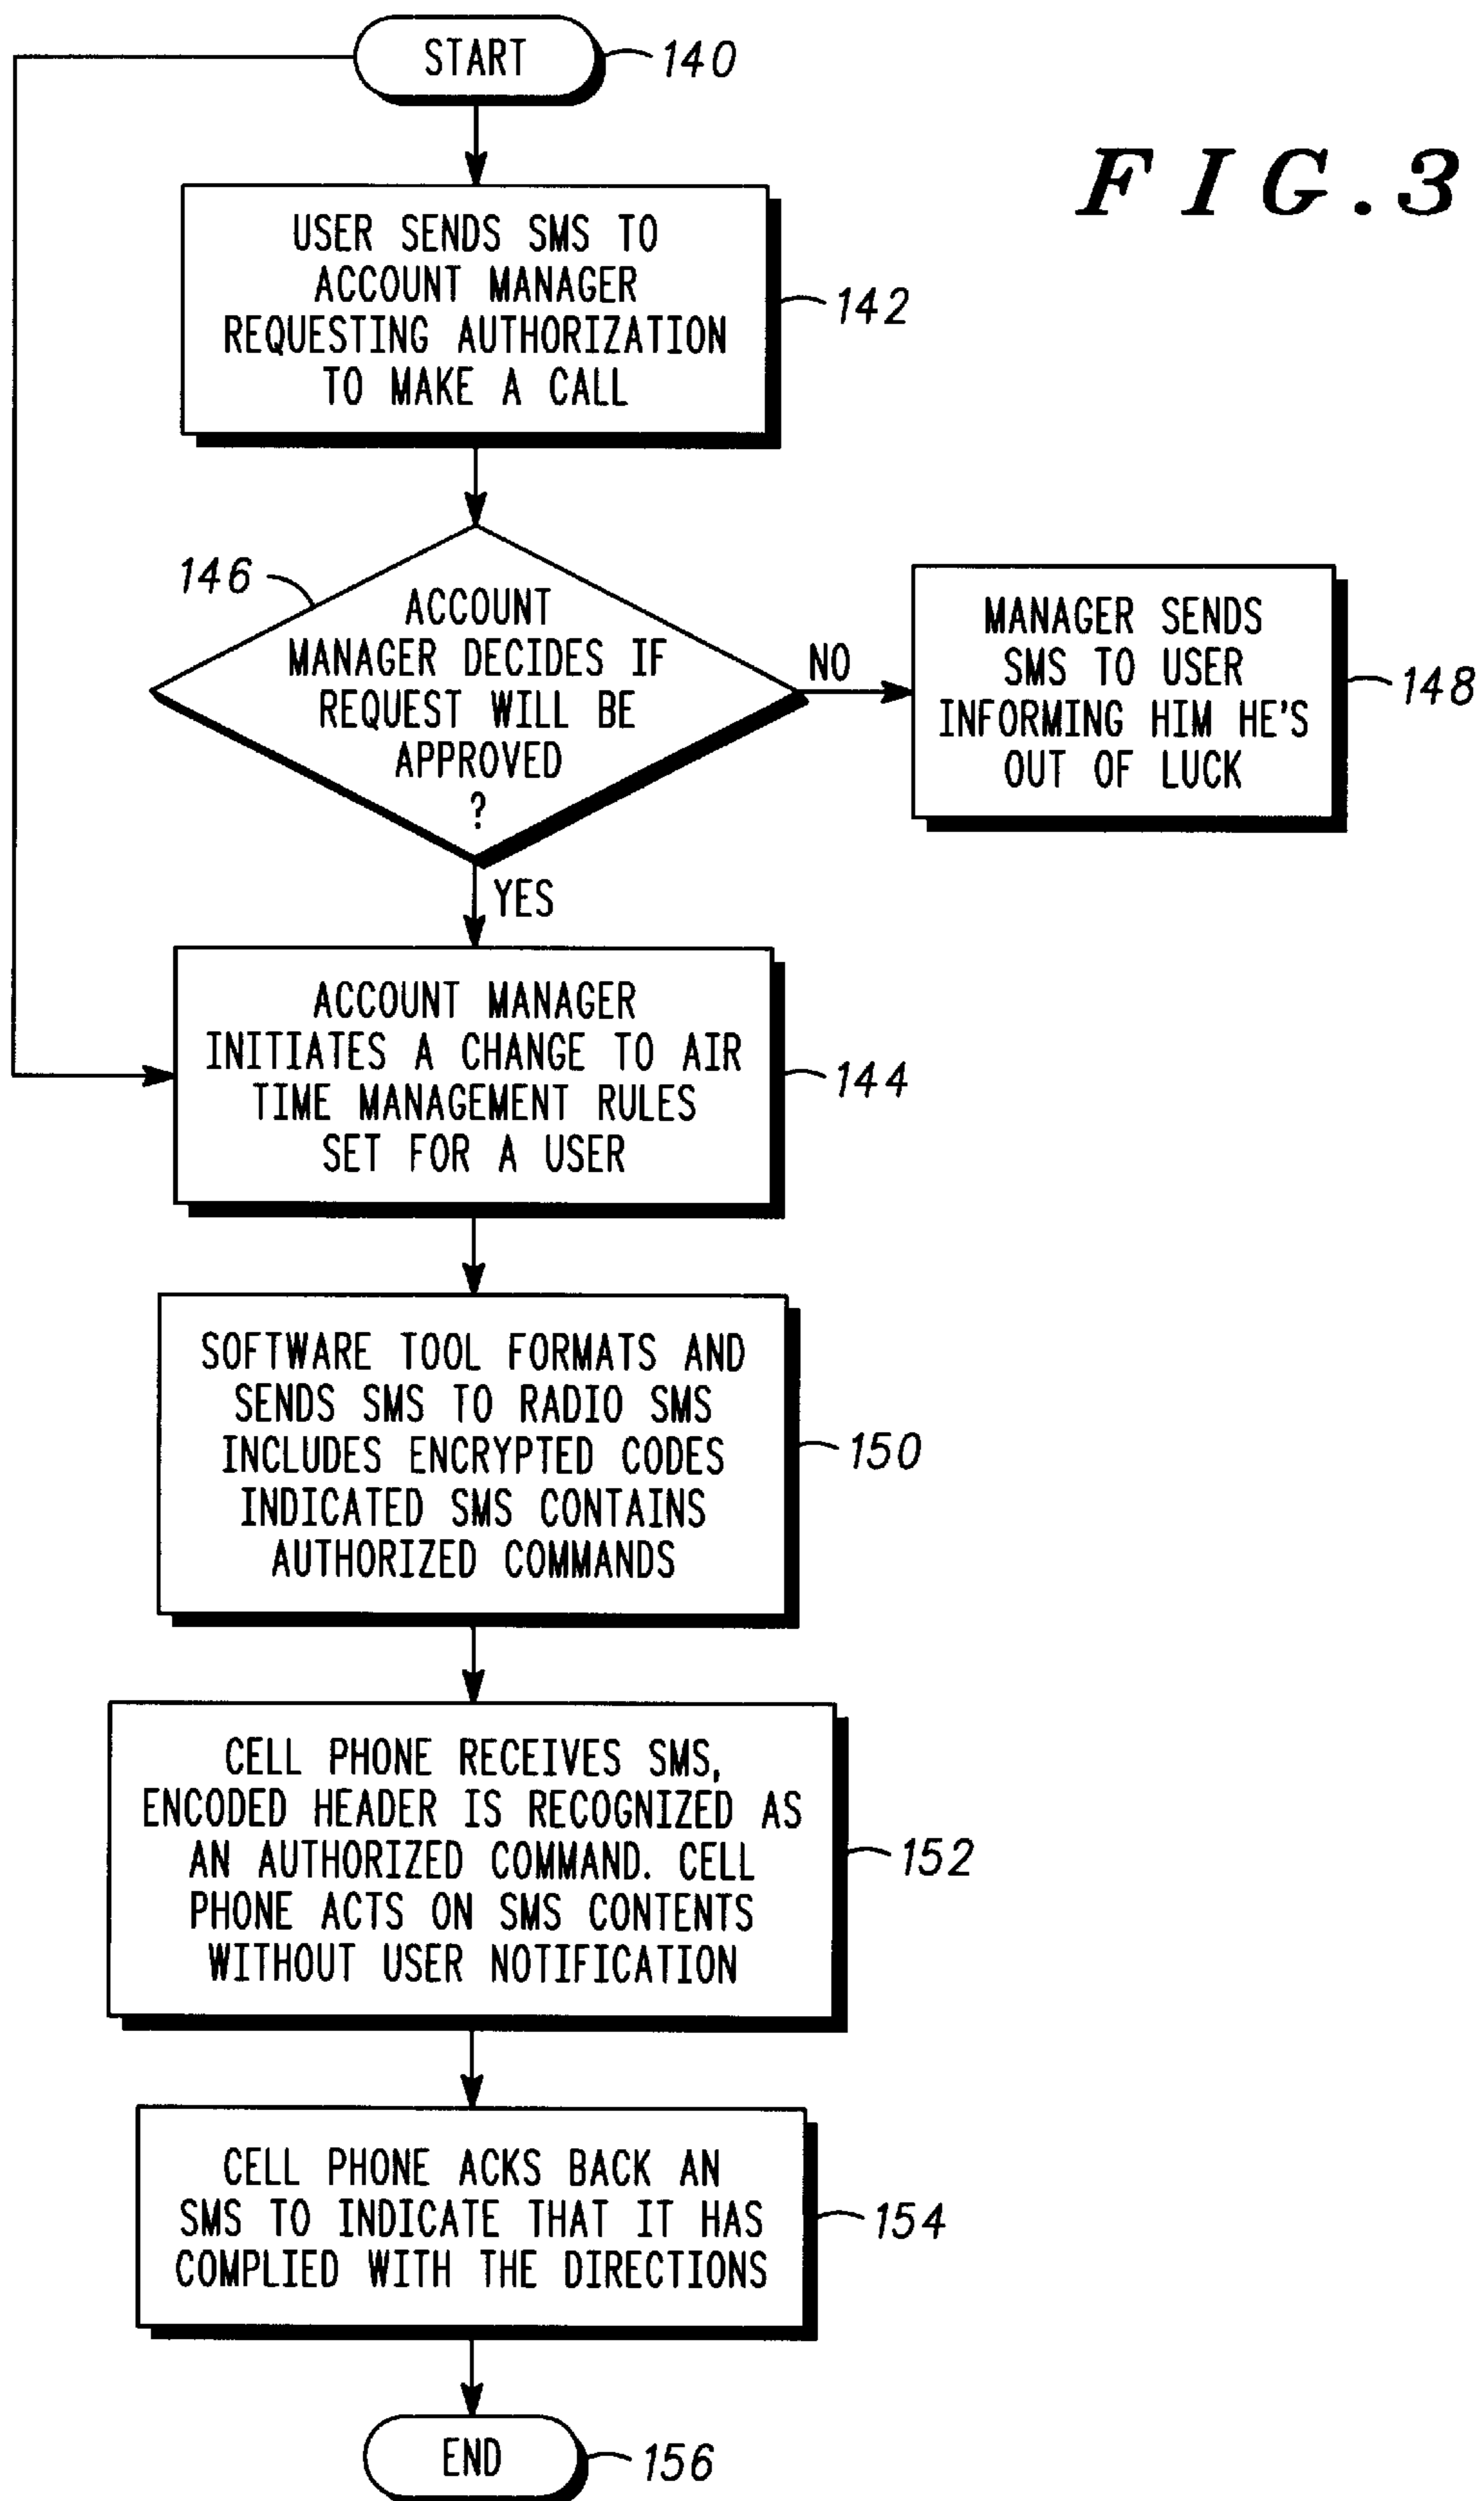 START
140
FIG.3
USER SENDS SMS TO
ACCOUNT MANAGER
REQUESTING AUTHORIZATION
TO MAKE A CALL
142
146
ACCOUNT
MANAGER DECIDES IF
REQUEST WILL BE
APPROVED
?
NO
MANAGER SENDS
SMS TO USER
INFORMING HIM HE'S
OUT OF LUCK
148
YES
ACCOUNT MANAGER
INITIATES A CHANGE TO AIR
TIME MANAGEMENT RULES
SET FOR A USER
144
SOFTWARE TOOL FORMATS AND
SENDS SMS TO RADIO SMS
INCLUDES ENCRYPTED CODES
INDICATED SMS CONTAINS
AUTHORIZED COMMANDS
150
CELL PHONE RECEIVES SMS,
ENCODED HEADER IS RECOGNIZED AS
AN AUTHORIZED COMMAND. CELL
PHONE ACTS ON SMS CONTENTS
WITHOUT USER NOTIFICATION
152
CELL PHONE ACKS BACK AN
SMS TO INDICATE THAT IT HAS
COMPLIED WITH THE DIRECTIONS
154
END
156